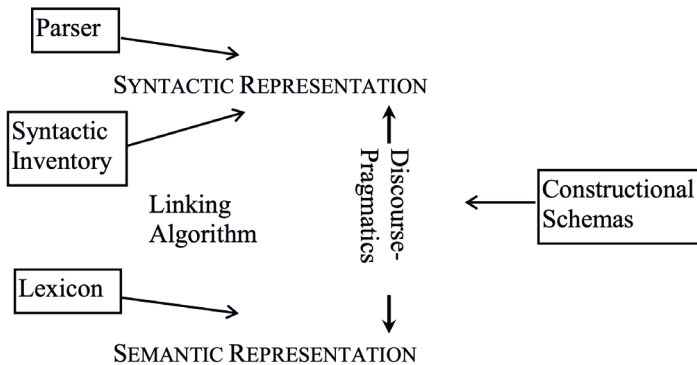 Parser
SYNTACTIC REPRESENTATION
Syntactic
Inventory
Discourse-
Pragmatics
Constructional
Schemas
Linking
Algorithm
Lexicon
SEMANTIC REPRESENTATION